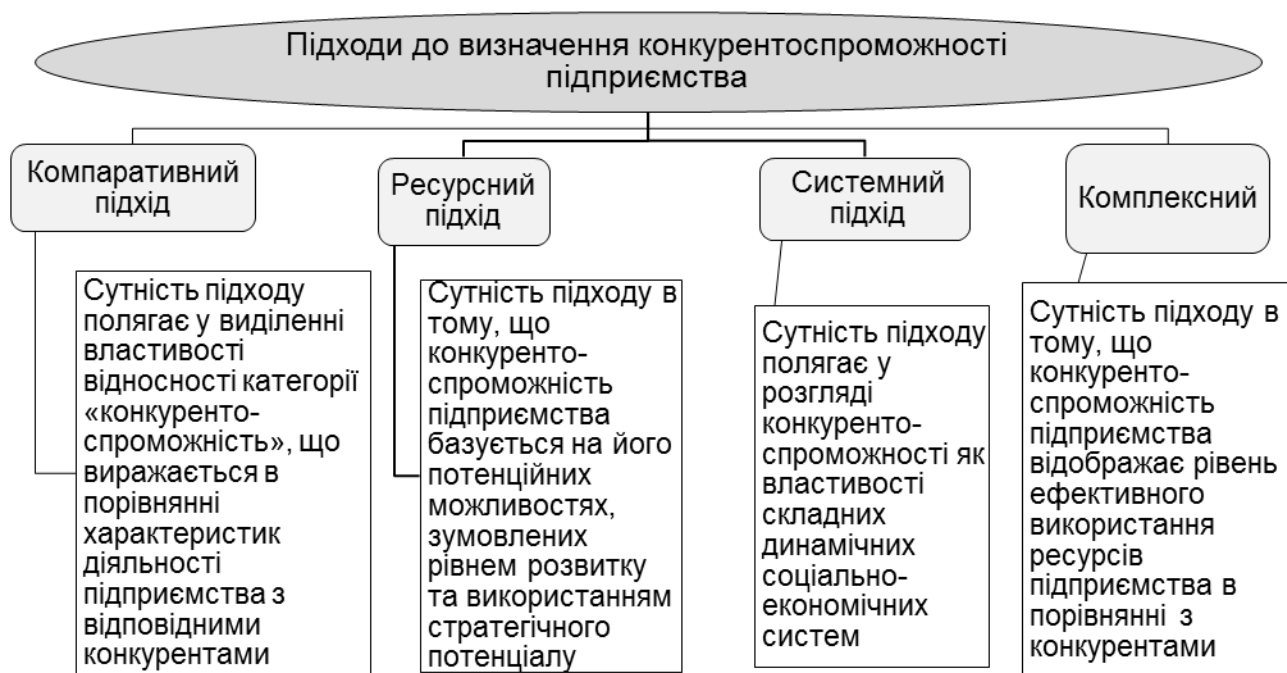 Підходи до визначення конкурентоспроможності
підприємства
Компаративний
підхід
Ресурсний
підхід
Системний
підхід
Комплексний
Сутність підходу
полягає у виділенні
властивості
відносності категорії
«конкуренто-
спроможність», що
виражається в
порівнянні
характеристик
діяльності
підприємства з
відповідними
конкурентами
Сутність підходу в
тому, що
конкуренто-
спроможність
підприємства
базується на його
потенційних
можливостях,
зумовлених
рівнем розвитку
та використанням
стратегічного
потенціалу
Сутність підходу
полягає у
розгляді
конкуренто-
спроможності як
властивості
складних
динамічних
соціально-
економічних
систем
Сутність підходу в
тому, що
конкуренто-
спроможність
підприємства
відображає рівень
ефективного
використання
ресурсів
підприємства в
порівнянні з
конкурентами